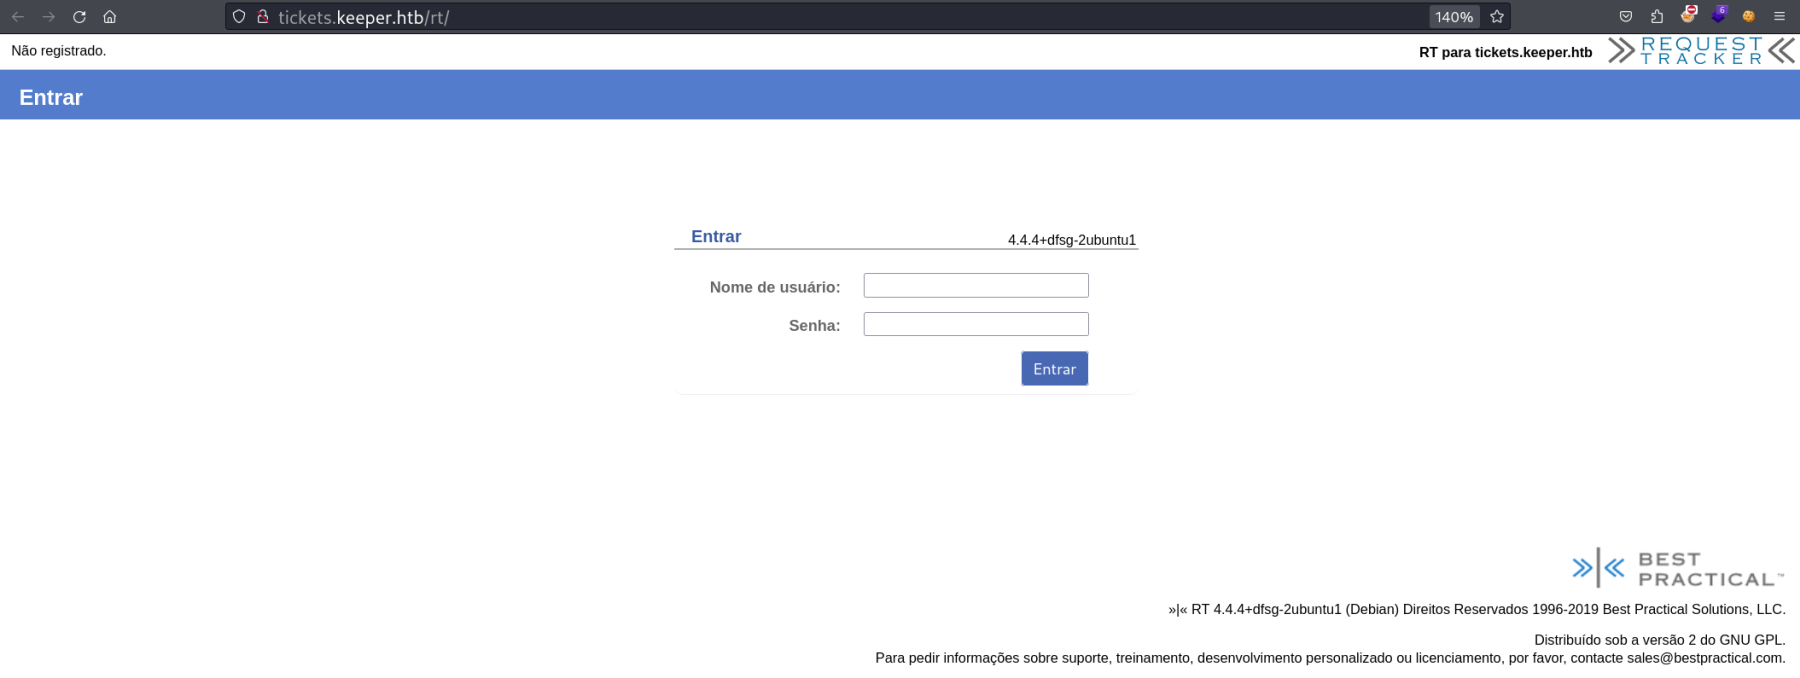 tickets.keeper.htb/rt/
140%
6
Não registrado.
RT para tickets.keeper.htb
REQUEST
TRACKER
Entrar
Entrar
4.4.4+dfsg-2ubuntu1
Nome de usuário:
Senha:
Entrar
BEST
PRACTICAL™
»|« RT 4.4.4+dfsg-2ubuntu1 (Debian) Direitos Reservados 1996-2019 Best Practical Solutions, LLC.
Distribuído sob a versão 2 do GNU GPL.
Para pedir informações sobre suporte, treinamento, desenvolvimento personalizado ou licenciamento, por favor, contacte sales@bestpractical.com.